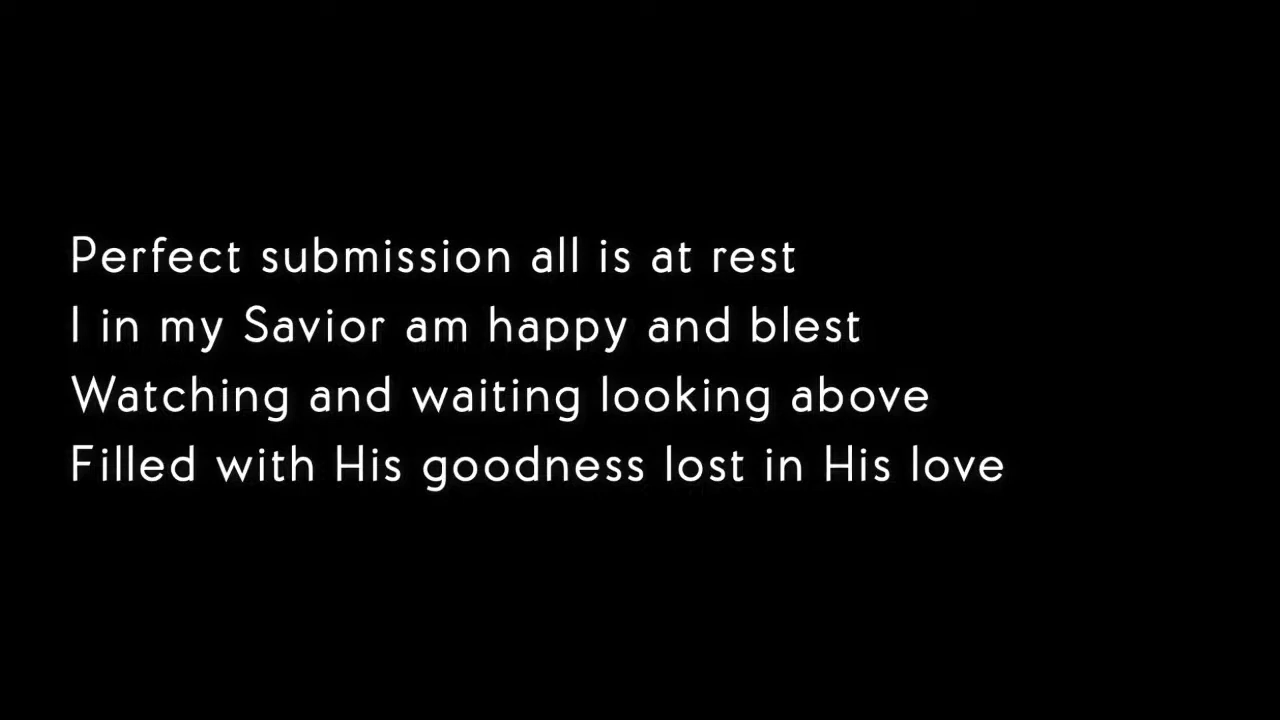 Perfect submission all is at rest
I in my Savior am happy and blest
Watching and waiting looking above
Filled with His goodness lost in His love